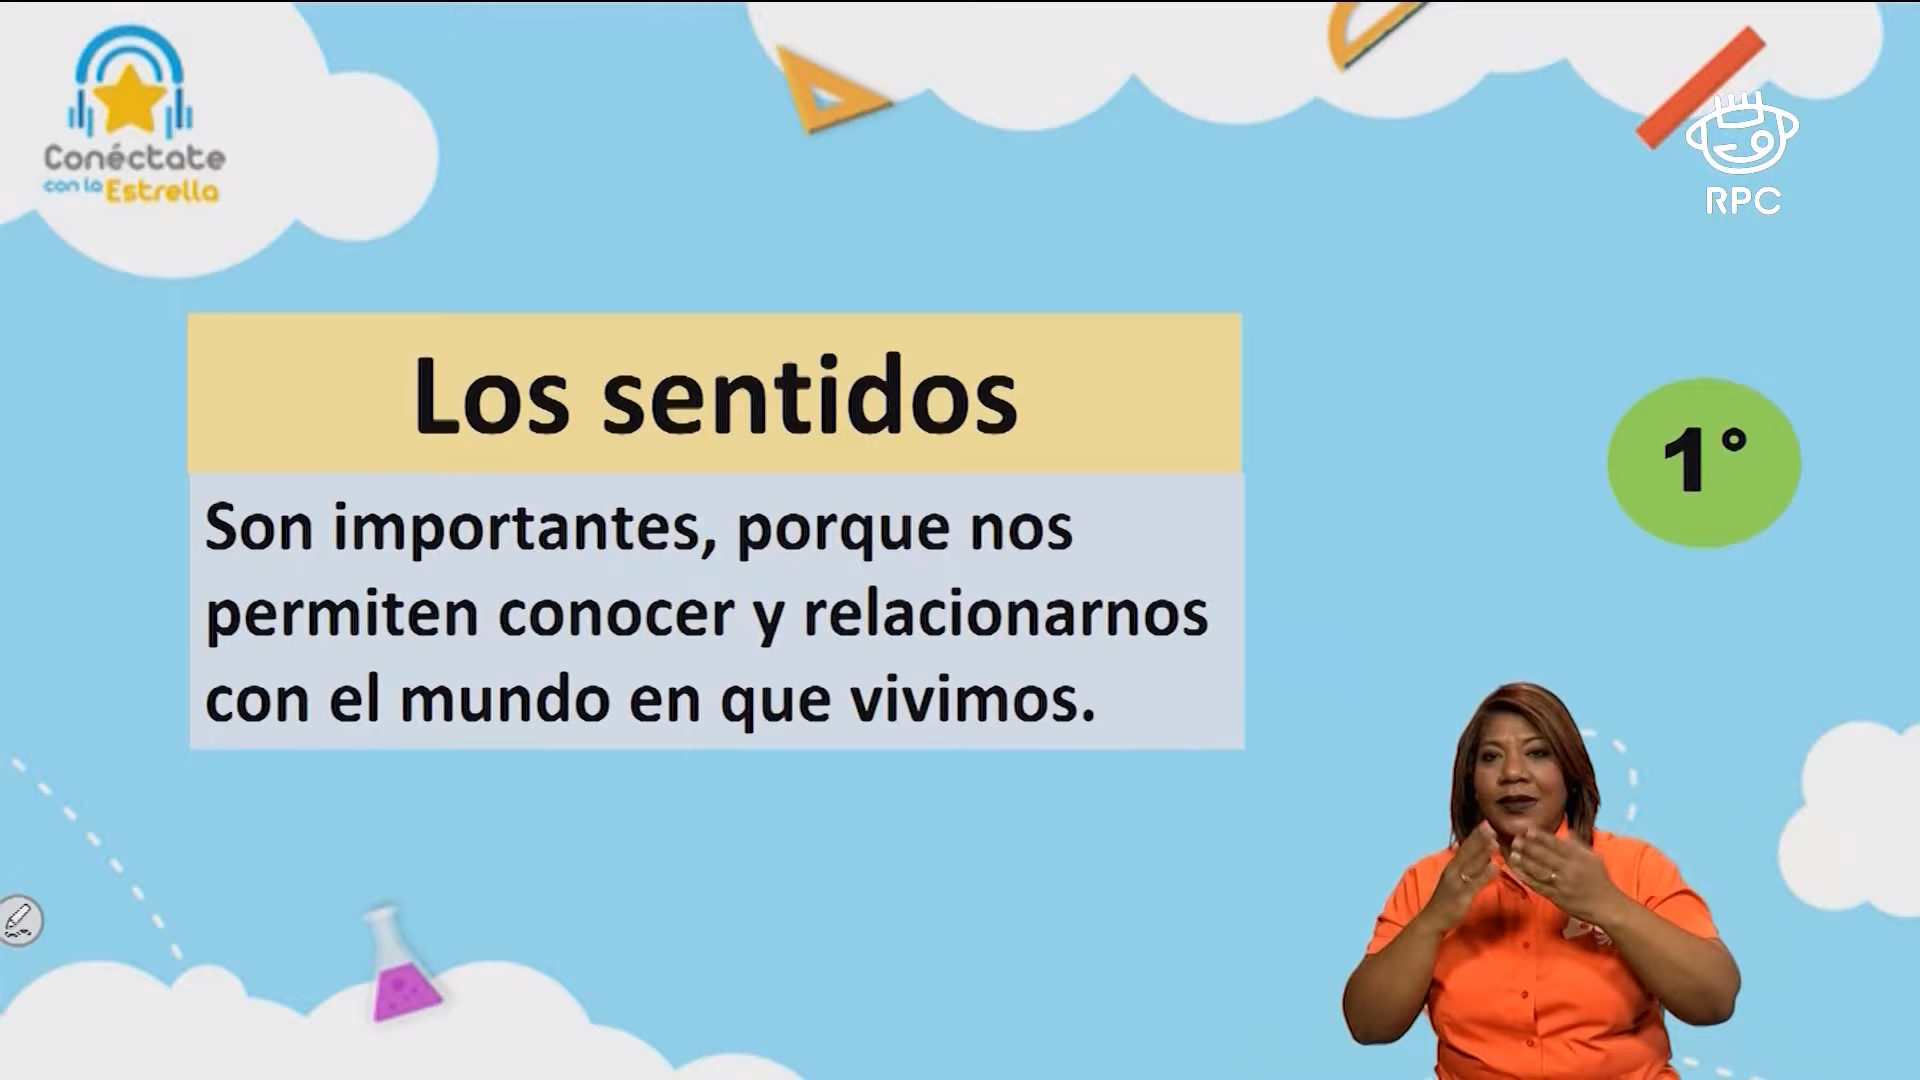 Conéctate
con la Estrella
RPC
Los sentidos
1°
Son importantes, porque nos
permiten conocer y relacionarnos
con el mundo en que vivimos.